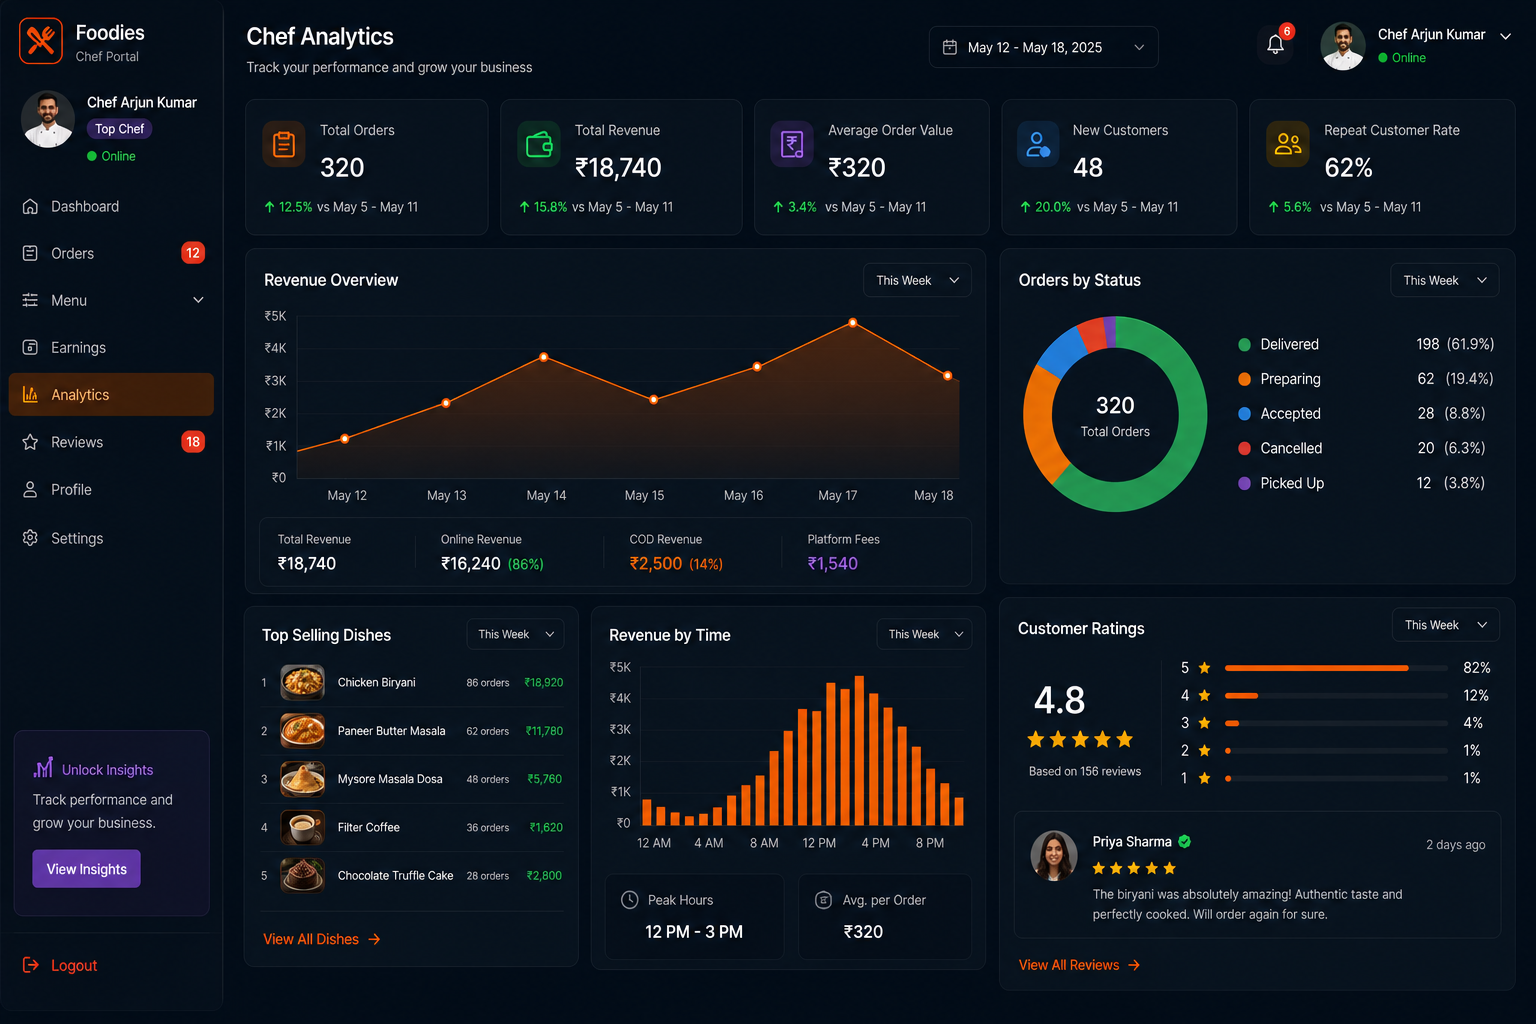 Foodies
Chef Portal
Chef Arjun Kumar
Top Chef
Online
Dashboard
Orders 12
Menu
Earnings
Analytics
Reviews 18
Profile
Settings
Unlock Insights
Track performance and
grow your business.
View Insights
Logout
Chef Analytics
Track your performance and grow your business
May 12 - May 18, 2025
6
Chef Arjun Kumar
Online
Total Orders
320
↑ 12.5% vs May 5 - May 11
Total Revenue
₹18,740
↑ 15.8% vs May 5 - May 11
Average Order Value
₹320
↑ 3.4% vs May 5 - May 11
New Customers
48
↑ 20.0% vs May 5 - May 11
Repeat Customer Rate
62%
↑ 5.6% vs May 5 - May 11
Revenue Overview
This Week
₹5K
₹4K
₹3K
₹2K
₹1K
₹0
May 12 May 13 May 14 May 15 May 16 May 17 May 18
Total Revenue
₹18,740
Online Revenue
₹16,240 (86%)
COD Revenue
₹2,500 (14%)
Platform Fees
₹1,540
Orders by Status
This Week
320
Total Orders
Delivered 198 (61.9%)
Preparing 62 (19.4%)
Accepted 28 (8.8%)
Cancelled 20 (6.3%)
Picked Up 12 (3.8%)
Top Selling Dishes
This Week
1 Chicken Biryani 86 orders ₹18,920
2 Paneer Butter Masala 62 orders ₹11,780
3 Mysore Masala Dosa 48 orders ₹5,760
4 Filter Coffee 36 orders ₹1,620
5 Chocolate Truffle Cake 28 orders ₹2,800
View All Dishes →
Revenue by Time
This Week
₹5K
₹4K
₹3K
₹2K
₹1K
₹0
12 AM 4 AM 8 AM 12 PM 4 PM 8 PM
Peak Hours
12 PM - 3 PM
Avg. per Order
₹320
Customer Ratings
This Week
4.8
Based on 156 reviews
5 82%
4 12%
3 4%
2 1%
1 1%
Priya Sharma
2 days ago
The biryani was absolutely amazing! Authentic taste and
perfectly cooked. Will order again for sure.
View All Reviews →